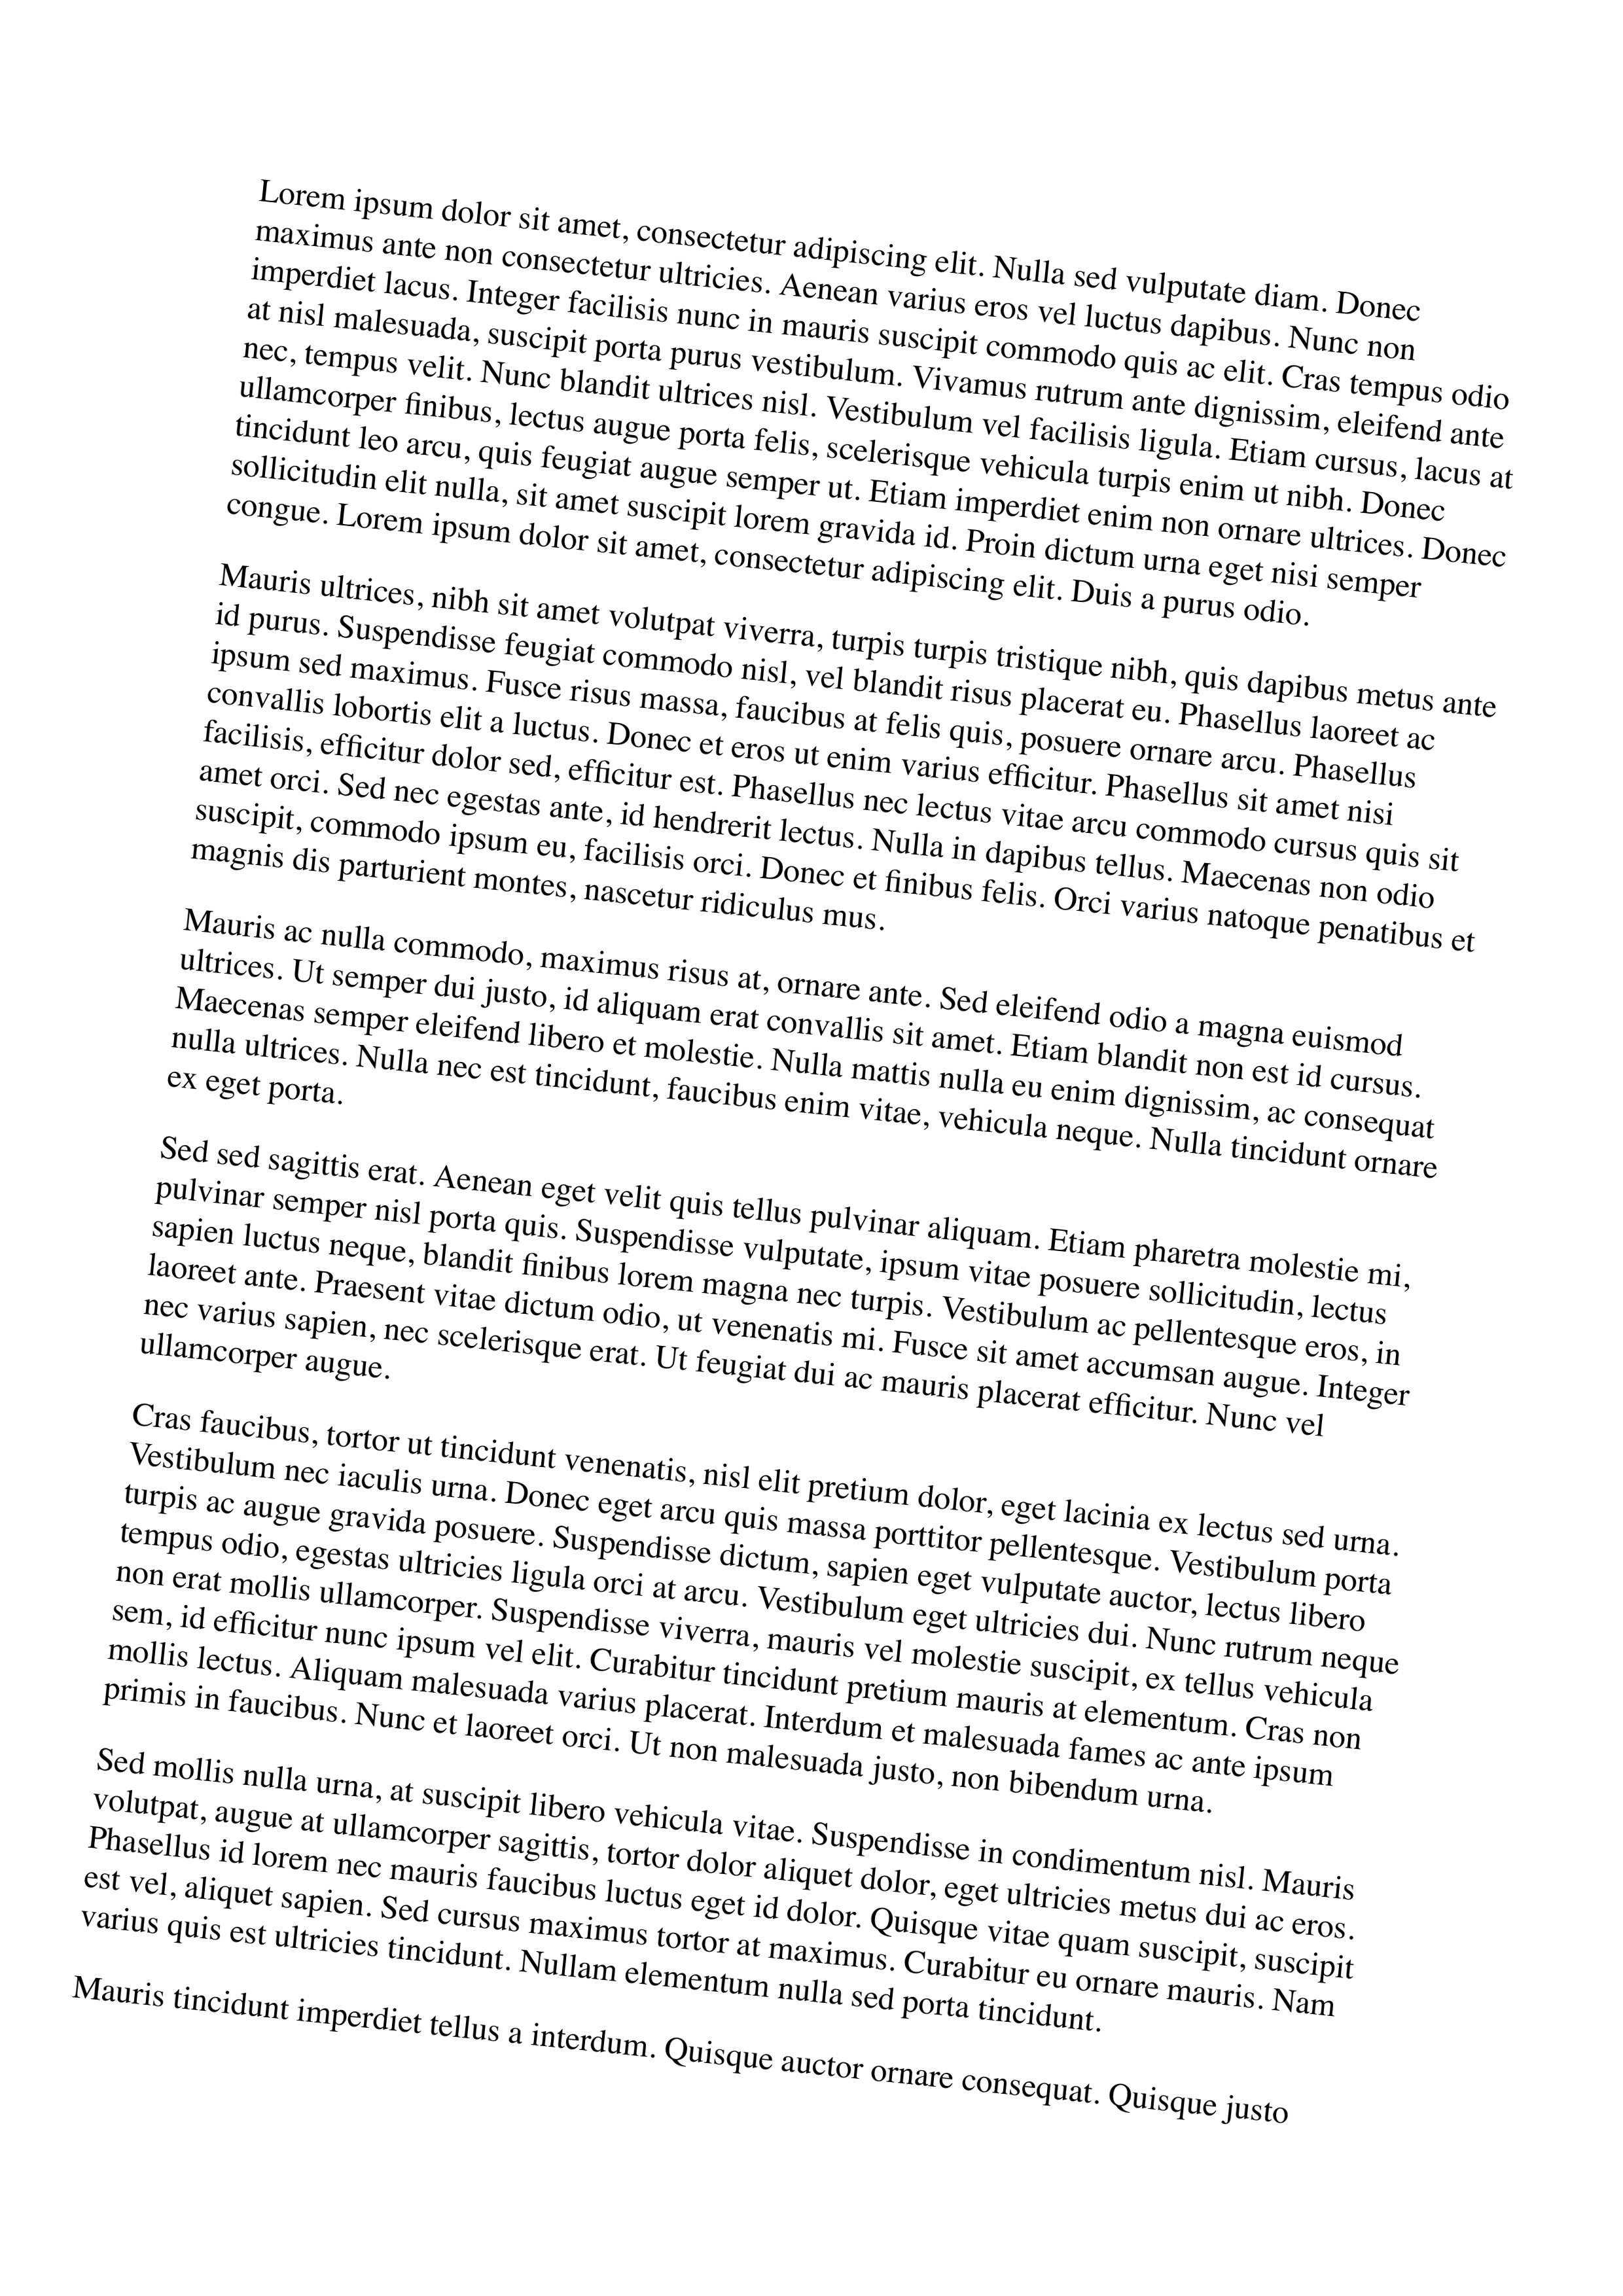 Lorem ipsum dolor sit amet, consectetur adipiscing elit. Nulla sed vulputate diam. Donec
maximus ante non consectetur ultricies. Aenean varius eros vel luctus dapibus. Nunc non
imperdiet lacus. Integer facilisis nunc in mauris suscipit commodo quis ac elit. Cras tempus odio
at nisl malesuada, suscipit porta purus vestibulum. Vivamus rutrum ante dignissim, eleifend ante
nec, tempus velit. Nunc blandit ultrices nisl. Vestibulum vel facilisis ligula. Etiam cursus, lacus at
ullamcorper finibus, lectus augue porta felis, scelerisque vehicula turpis enim ut nibh. Donec
tincidunt leo arcu, quis feugiat augue semper ut. Etiam imperdiet enim non ornare ultrices. Donec
sollicitudin elit nulla, sit amet suscipit lorem gravida id. Proin dictum urna eget nisi semper
congue. Lorem ipsum dolor sit amet, consectetur adipiscing elit. Duis a purus odio.
Mauris ultrices, nibh sit amet volutpat viverra, turpis turpis tristique nibh, quis dapibus metus ante
id purus. Suspendisse feugiat commodo nisl, vel blandit risus placerat eu. Phasellus laoreet ac
ipsum sed maximus. Fusce risus massa, faucibus at felis quis, posuere ornare arcu. Phasellus
convallis lobortis elit a luctus. Donec et eros ut enim varius efficitur. Phasellus sit amet nisi
facilisis, efficitur dolor sed, efficitur est. Phasellus nec lectus vitae arcu commodo cursus quis sit
amet orci. Sed nec egestas ante, id hendrerit lectus. Nulla in dapibus tellus. Maecenas non odio
suscipit, commodo ipsum eu, facilisis orci. Donec et finibus felis. Orci varius natoque penatibus et
magnis dis parturient montes, nascetur ridiculus mus.
Mauris ac nulla commodo, maximus risus at, ornare ante. Sed eleifend odio a magna euismod
ultrices. Ut semper dui justo, id aliquam erat convallis sit amet. Etiam blandit non est id cursus.
Maecenas semper eleifend libero et molestie. Nulla mattis nulla eu enim dignissim, ac consequat
nulla ultrices. Nulla nec est tincidunt, faucibus enim vitae, vehicula neque. Nulla tincidunt ornare
ex eget porta.
Sed sed sagittis erat. Aenean eget velit quis tellus pulvinar aliquam. Etiam pharetra molestie mi,
pulvinar semper nisl porta quis. Suspendisse vulputate, ipsum vitae posuere sollicitudin, lectus
sapien luctus neque, blandit finibus lorem magna nec turpis. Vestibulum ac pellentesque eros, in
laoreet ante. Praesent vitae dictum odio, ut venenatis mi. Fusce sit amet accumsan augue. Integer
nec varius sapien, nec scelerisque erat. Ut feugiat dui ac mauris placerat efficitur. Nunc vel
ullamcorper augue.
Cras faucibus, tortor ut tincidunt venenatis, nisl elit pretium dolor, eget lacinia ex lectus sed urna.
Vestibulum nec iaculis urna. Donec eget arcu quis massa porttitor pellentesque. Vestibulum porta
turpis ac augue gravida posuere. Suspendisse dictum, sapien eget vulputate auctor, lectus libero
tempus odio, egestas ultricies ligula orci at arcu. Vestibulum eget ultricies dui. Nunc rutrum neque
non erat mollis ullamcorper. Suspendisse viverra, mauris vel molestie suscipit, ex tellus vehicula
sem, id efficitur nunc ipsum vel elit. Curabitur tincidunt pretium mauris at elementum. Cras non
mollis lectus. Aliquam malesuada varius placerat. Interdum et malesuada fames ac ante ipsum
primis in faucibus. Nunc et laoreet orci. Ut non malesuada justo, non bibendum urna.
Sed mollis nulla urna, at suscipit libero vehicula vitae. Suspendisse in condimentum nisl. Mauris
volutpat, augue at ullamcorper sagittis, tortor dolor aliquet dolor, eget ultricies metus dui ac eros.
Phasellus id lorem nec mauris faucibus luctus eget id dolor. Quisque vitae quam suscipit, suscipit
est vel, aliquet sapien. Sed cursus maximus tortor at maximus. Curabitur eu ornare mauris. Nam
varius quis est ultricies tincidunt. Nullam elementum nulla sed porta tincidunt.
Mauris tincidunt imperdiet tellus a interdum. Quisque auctor ornare consequat. Quisque justo